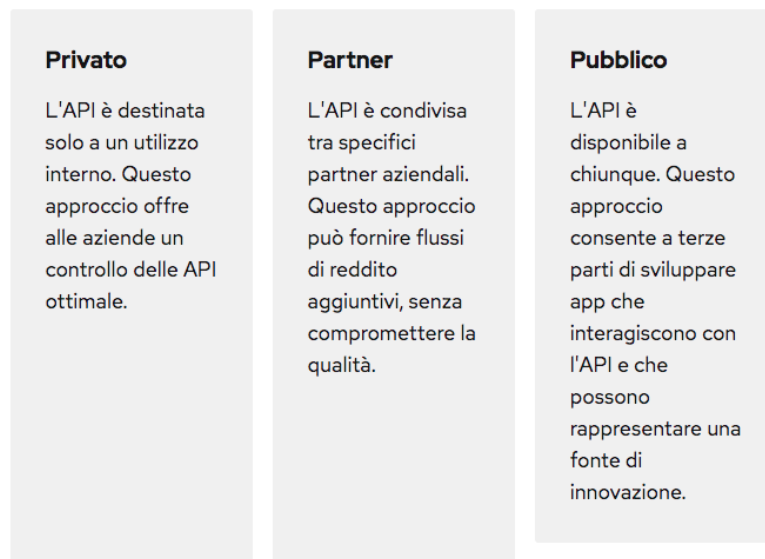 Privato
L'API è destinata
solo a un utilizzo
interno. Questo
approccio offre
alle aziende un
controllo delle API
ottimale.
Partner
L'API è condivisa
tra specifici
partner aziendali.
Questo approccio
può fornire flussi
di reddito
aggiuntivi, senza
compromettere la
qualità.
Pubblico
L'API è
disponibile a
chiunque. Questo
approccio
consente a terze
parti di sviluppare
app che
interagiscono con
l'API e che
possono
rappresentare una
fonte di
innovazione.